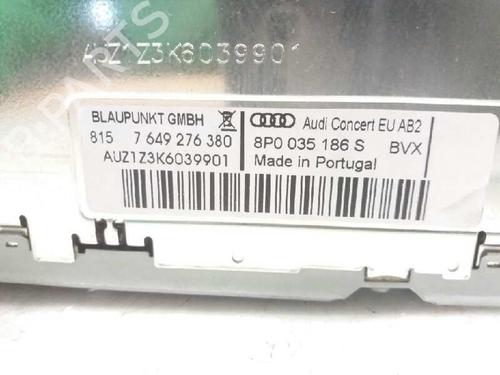 AUZ1Z3K6039901
BLAUPUNKT GMBH
Audi Concert EU AB2
815 7 649 276 380
8P0 035 186 S BVX
AUZ1Z3K6039901
Made in Portugal